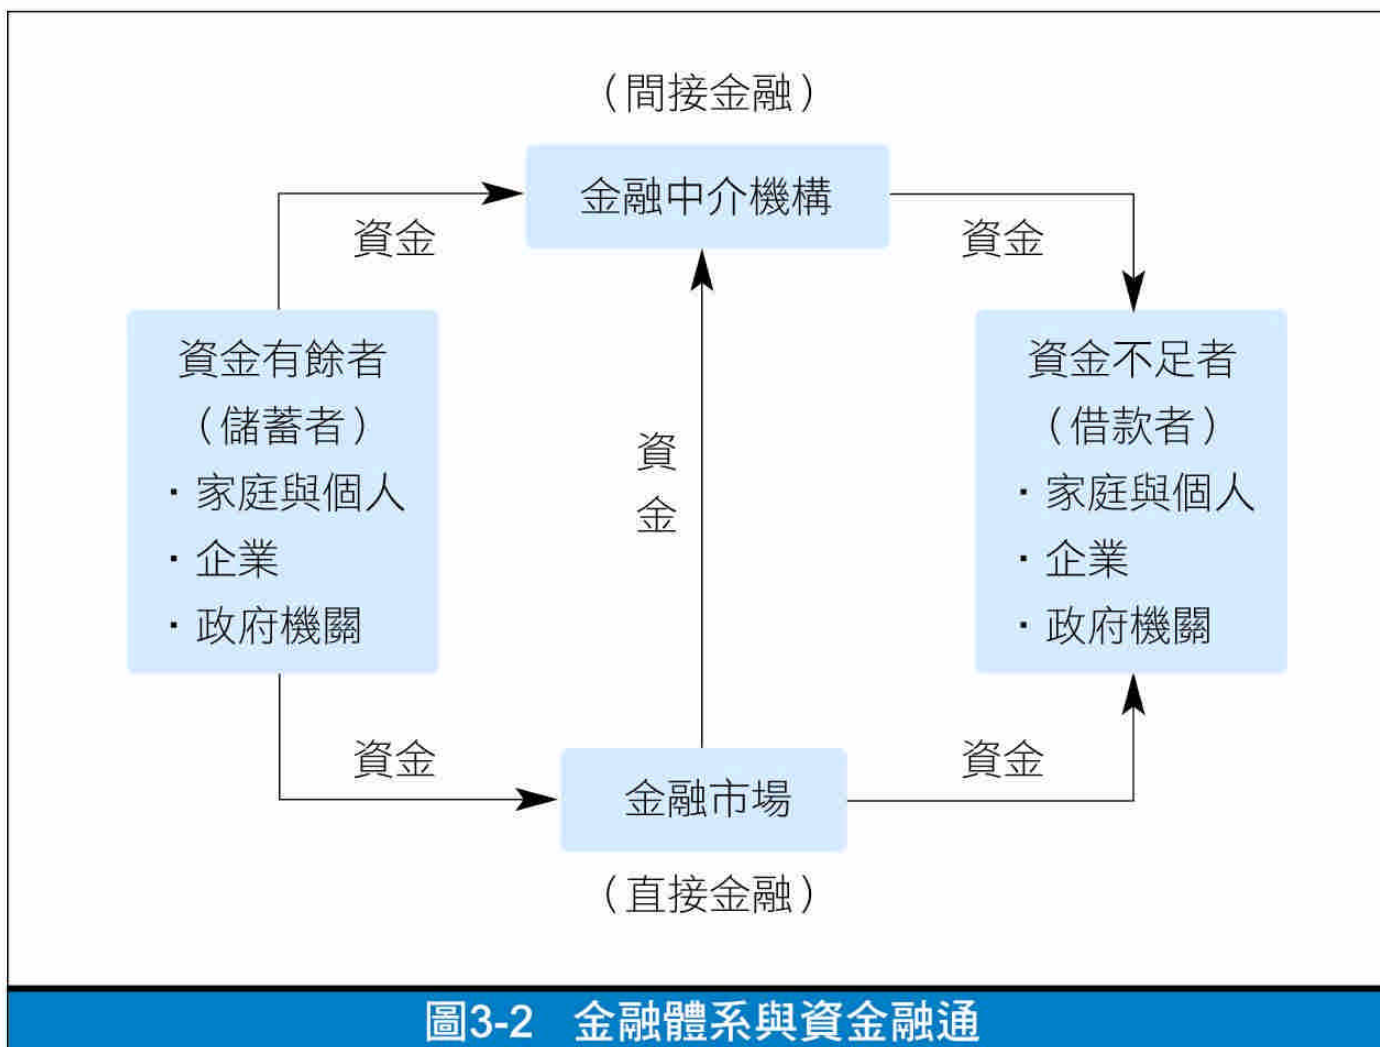 （間接金融）
金融中介機構
資金
資金
資金有餘者
（儲蓄者）
．家庭與個人
．企業
．政府機關
資
金
資金不足者
（借款者）
．家庭與個人
．企業
．政府機關
資金
金融市場
資金
（直接金融）
圖3-2 金融體系與資金融通